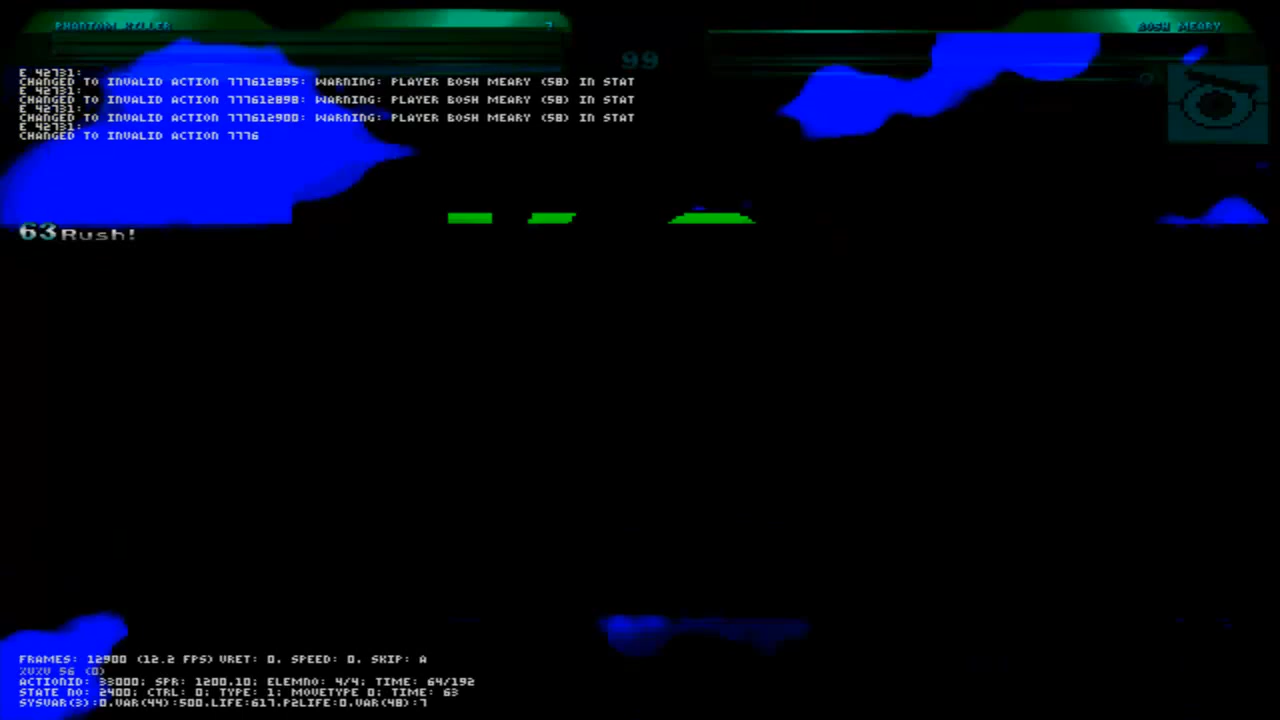 PHANTOM KILLER 7 BOSH MEARY
99
E 42731:
CHANGED TO INVALID ACTION 777612895: WARNING: PLAYER BOSH MEARY (58) IN STAT
E 42731:
CHANGED TO INVALID ACTION 777612898: WARNING: PLAYER BOSH MEARY (58) IN STAT
E 42731:
CHANGED TO INVALID ACTION 777612900: WARNING: PLAYER BOSH MEARY (58) IN STAT
E 42731:
CHANGED TO INVALID ACTION 7776
63 Rush!
FRAMES: 12900 (12.2 FPS) VRET: 0. SPEED: 0. SKIP: A
56 (0)
ACTIONID: 33000; SPR: 1200,10; ELEMNO: 4/4; TIME: 64/192
STATE NO: 2400; CTRL: 0; TYPE: 1; MOVETYPE 0; TIME: 63
SYSVAR(3):0.VAR(44):500.LIFE:617.P2LIFE:0.VAR(48):7